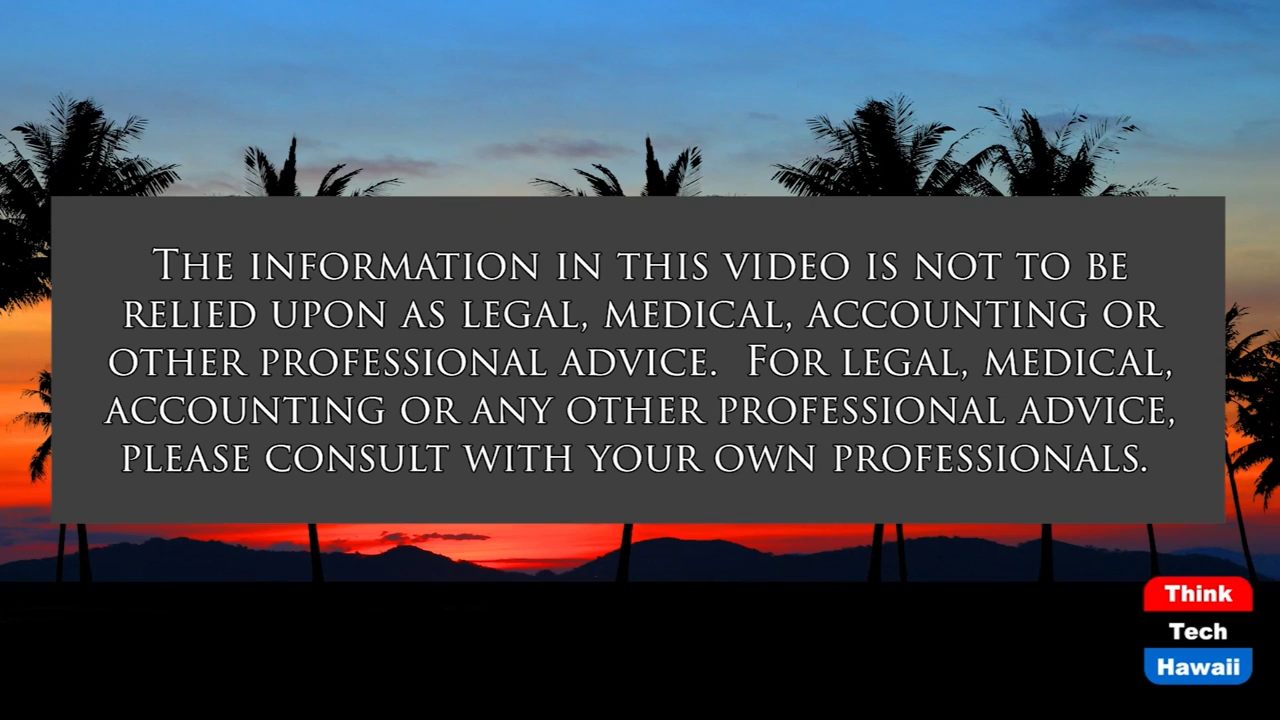 The information in this video is not to be
relied upon as legal, medical, accounting or
other professional advice.  For legal, medical,
accounting or any other professional advice,
please consult with your own professionals.
Think
Tech
Hawaii